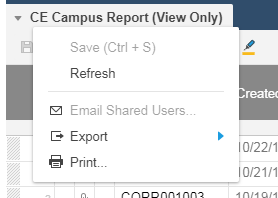 CE Campus Report (View Only)
Save (Ctrl + S)
Refresh
Created
Email Shared Users...
10/22/1
Export
10/21/1
Print...
CORR001003
10/19/1